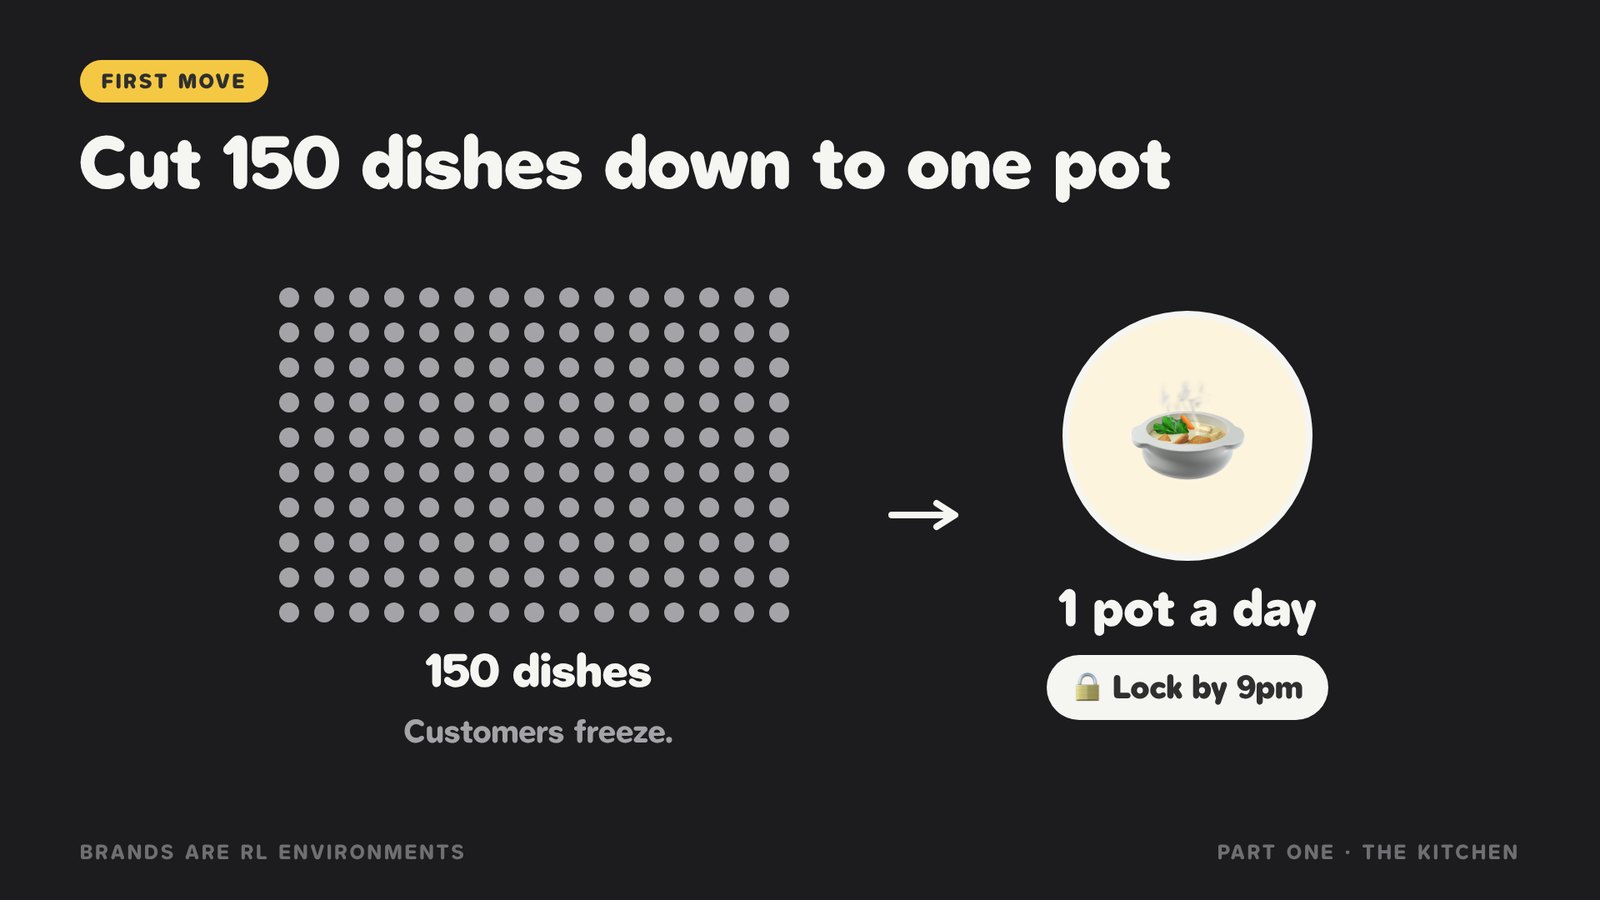 FIRST MOVE
Cut 150 dishes down to one pot
150 dishes
Customers freeze.
1 pot a day
🔒 Lock by 9pm
BRANDS ARE RL ENVIRONMENTS
PART ONE · THE KITCHEN